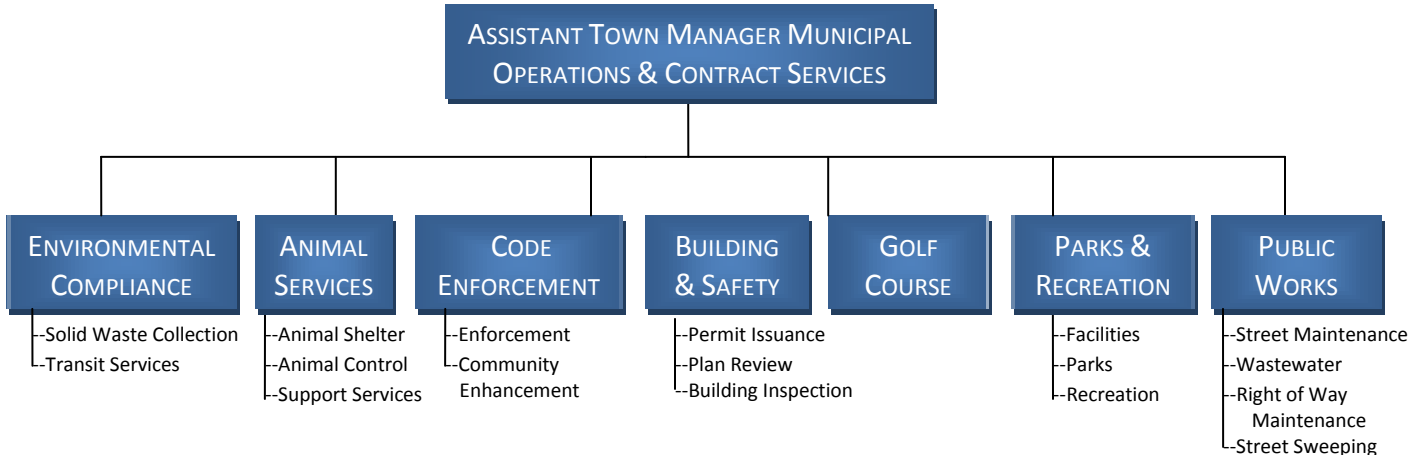 ASSISTANT TOWN MANAGER MUNICIPAL
OPERATIONS & CONTRACT SERVICES
ENVIRONMENTAL
COMPLIANCE
--Solid Waste Collection
--Transit Services
ANIMAL
SERVICES
--Animal Shelter
--Animal Control
--Support Services
CODE
ENFORCEMENT
--Enforcement
--Community
Enhancement
BUILDING
& SAFETY
--Permit Issuance
--Plan Review
--Building Inspection
GOLF
COURSE
PARKS &
RECREATION
--Facilities
--Parks
--Recreation
PUBLIC
WORKS
--Street Maintenance
--Wastewater
--Right of Way
Maintenance
--Street Sweeping